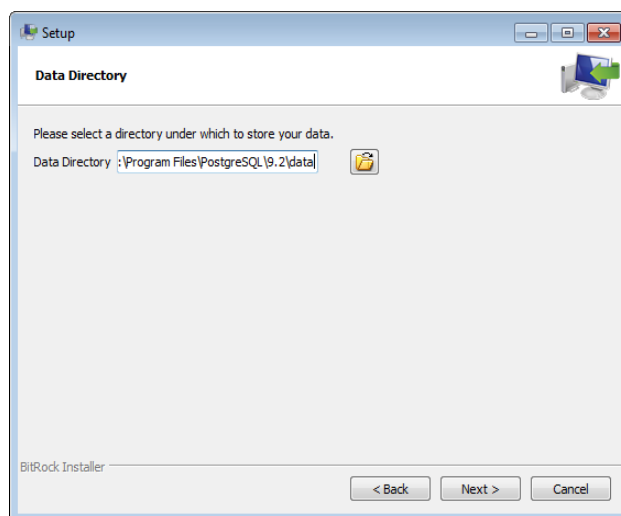 Setup
Data Directory
Please select a directory under which to store your data.
Data Directory :\Program Files\PostgreSQL\9.2\data
BitRock Installer
< Back Next > Cancel